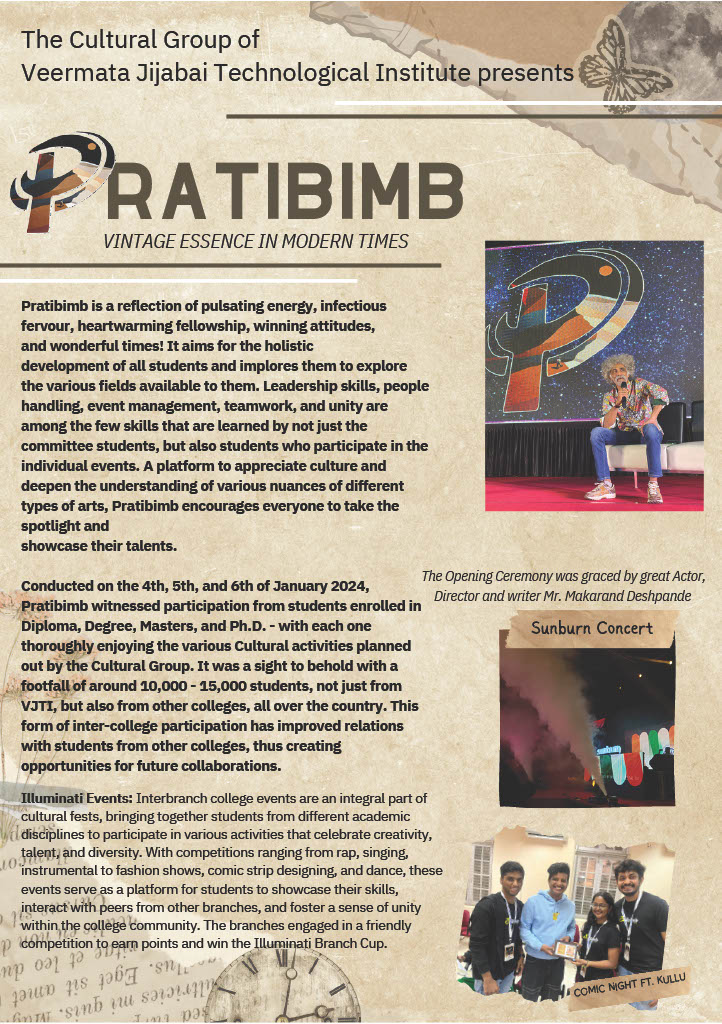 The Cultural Group of
Veermata Jijabai Technological Institute presents
PRATIBIMB
VINTAGE ESSENCE IN MODERN TIMES
Pratibimb is a reflection of pulsating energy, infectious
fervour, heartwarming fellowship, winning attitudes,
and wonderful times! It aims for the holistic
development of all students and implores them to explore
the various fields available to them. Leadership skills, people
handling, event management, teamwork, and unity are
among the few skills that are learned by not just the
committee students, but also students who participate in the
individual events. A platform to appreciate culture and
deepen the understanding of various nuances of different
types of arts, Pratibimb encourages everyone to take the
spotlight and
showcase their talents.
The Opening Ceremony was graced by great Actor,
Director and writer Mr. Makarand Deshpande
Conducted on the 4th, 5th, and 6th of January 2024,
Pratibimb witnessed participation from students enrolled in
Diploma, Degree, Masters, and Ph.D. - with each one
thoroughly enjoying the various Cultural activities planned
out by the Cultural Group. It was a sight to behold with a
footfall of around 10,000 - 15,000 students, not just from
VJTI, but also from other colleges, all over the country. This
form of inter-college participation has improved relations
with students from other colleges, thus creating
opportunities for future collaborations.
Sunburn Concert
Illuminati Events: Interbranch college events are an integral part of
cultural fests, bringing together students from different academic
disciplines to participate in various activities that celebrate creativity,
talent, and diversity. With competitions ranging from rap, singing,
instrumental to fashion shows, comic strip designing, and dance, these
events serve as a platform for students to showcase their skills,
interact with peers from other branches, and foster a sense of unity
within the college community. The branches engaged in a friendly
competition to earn points and win the Illuminati Branch Cup.
COMIC NIGHT FT. KULLU